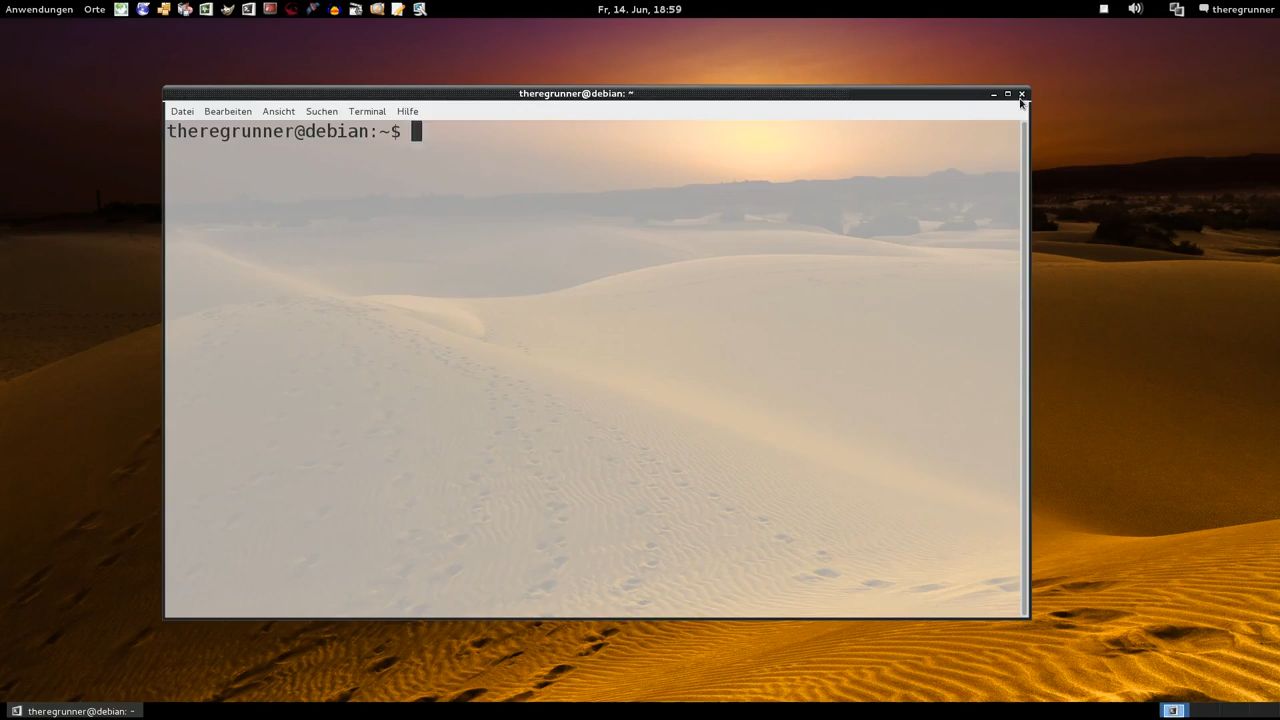 Anwendungen Orte Fr, 14. Jun, 18:59 theregrunner
theregrunner@debian: ~
Datei Bearbeiten Ansicht Suchen Terminal Hilfe
theregrunner@debian:~$
theregrunner@debian: ~